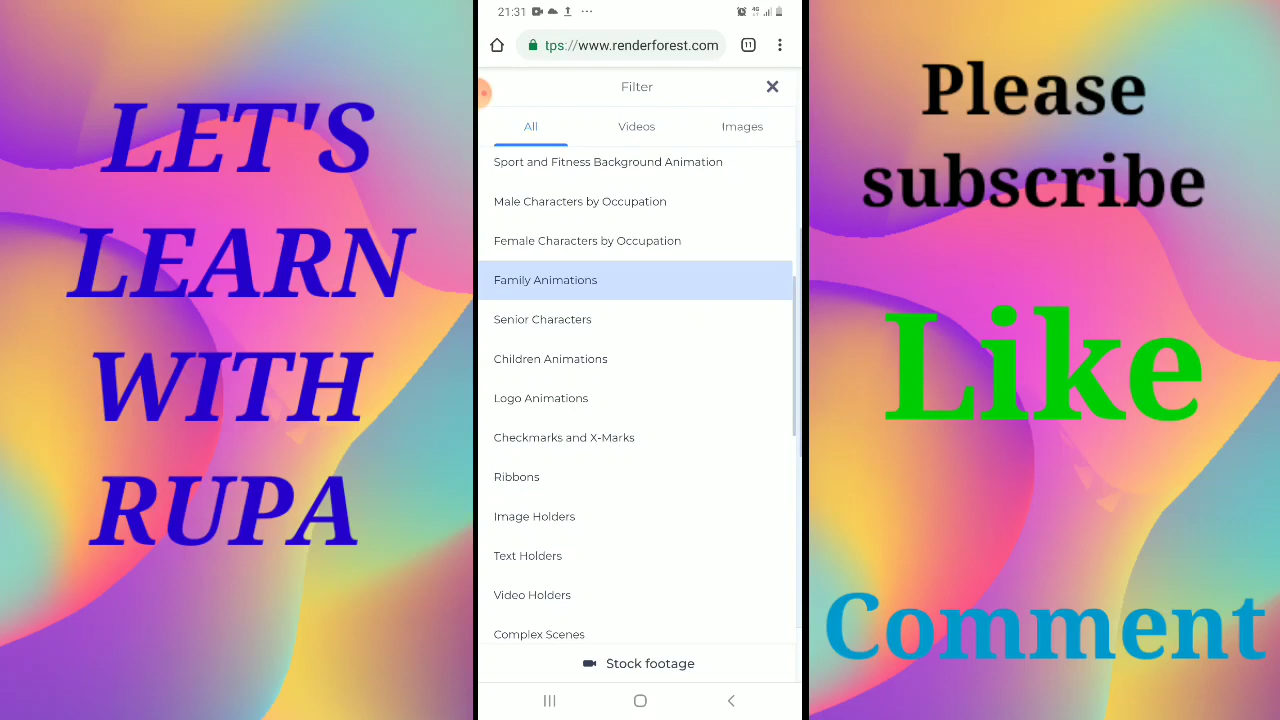 LET'S
LEARN
WITH
RUPA
21:31
4G
tps://www.renderforest.com
11
Filter
All
Videos
Images
Sport and Fitness Background Animation
Male Characters by Occupation
Female Characters by Occupation
Family Animations
Senior Characters
Children Animations
Logo Animations
Checkmarks and X-Marks
Ribbons
Image Holders
Text Holders
Video Holders
Complex Scenes
Stock footage
Please
subscribe
Like
Comment